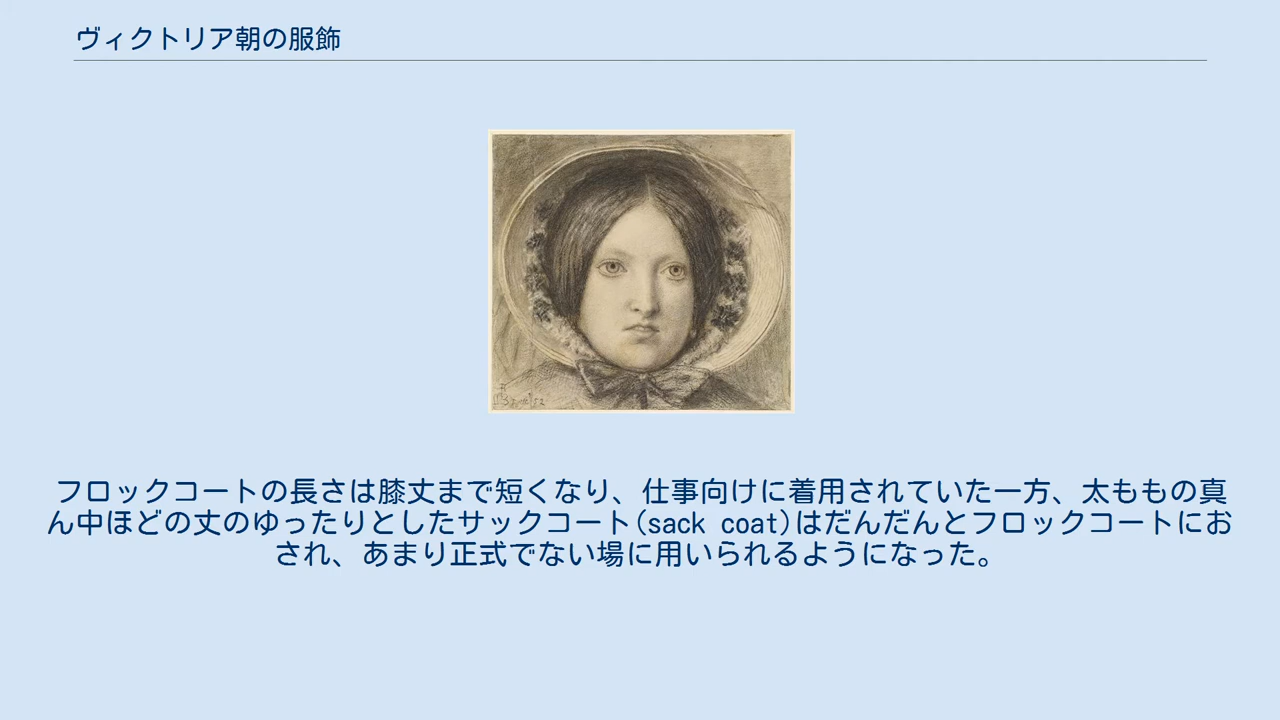 ヴィクトリア朝の服飾
フロックコートの長さは膝丈まで短くなり、仕事向けに着用されていた一方、太ももの真
ん中ほどの丈のゆったりとしたサックコート(sack coat)はだんだんとフロックコートにお
され、あまり正式でない場に用いられるようになった。